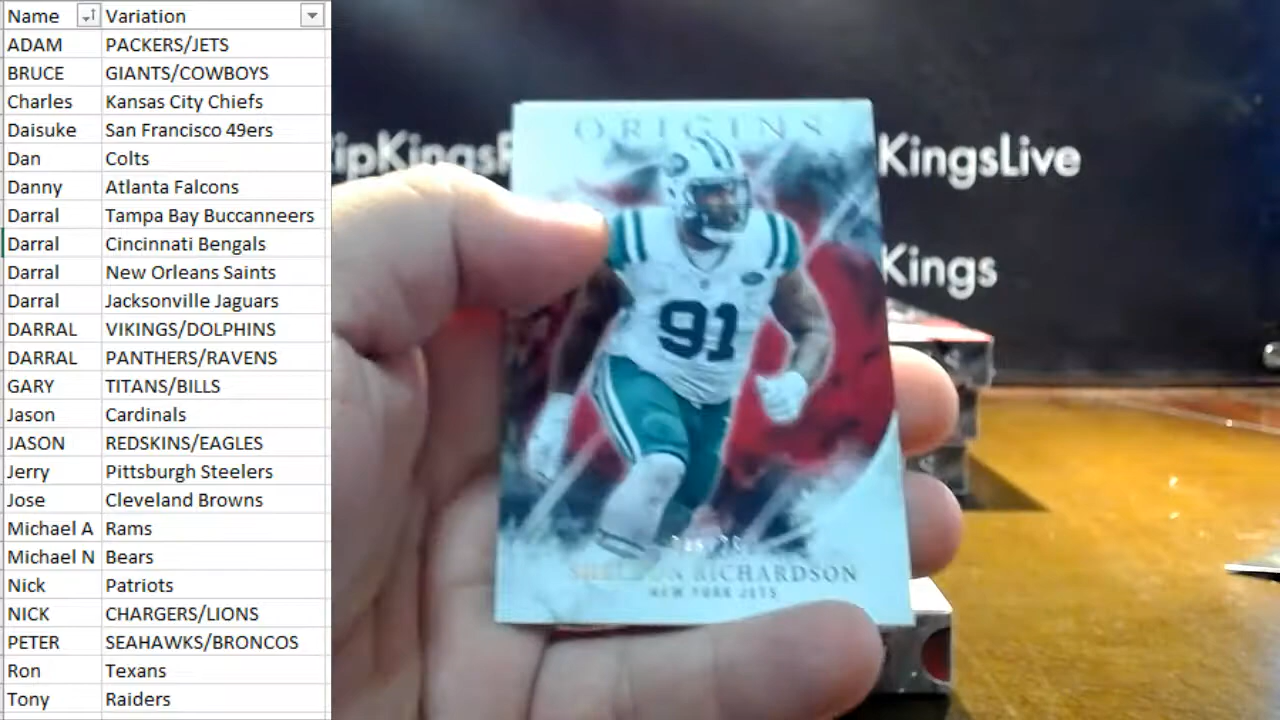 Name Variation
ADAM PACKERS/JETS
BRUCE GIANTS/COWBOYS
Charles Kansas City Chiefs
Daisuke San Francisco 49ers
Dan Colts
Danny Atlanta Falcons
Darral Tampa Bay Buccanneers
Darral Cincinnati Bengals
Darral New Orleans Saints
Darral Jacksonville Jaguars
DARRAL VIKINGS/DOLPHINS
DARRAL PANTHERS/RAVENS
GARY TITANS/BILLS
Jason Cardinals
JASON REDSKINS/EAGLES
Jerry Pittsburgh Steelers
Jose Cleveland Browns
Michael A Rams
Michael N Bears
Nick Patriots
NICK CHARGERS/LIONS
PETER SEAHAWKS/BRONCOS
Ron Texans
Tony Raiders
ipKingsR
KingsLive
Kings
ORIGINS
91
SHELDON RICHARDSON
NEW YORK JETS